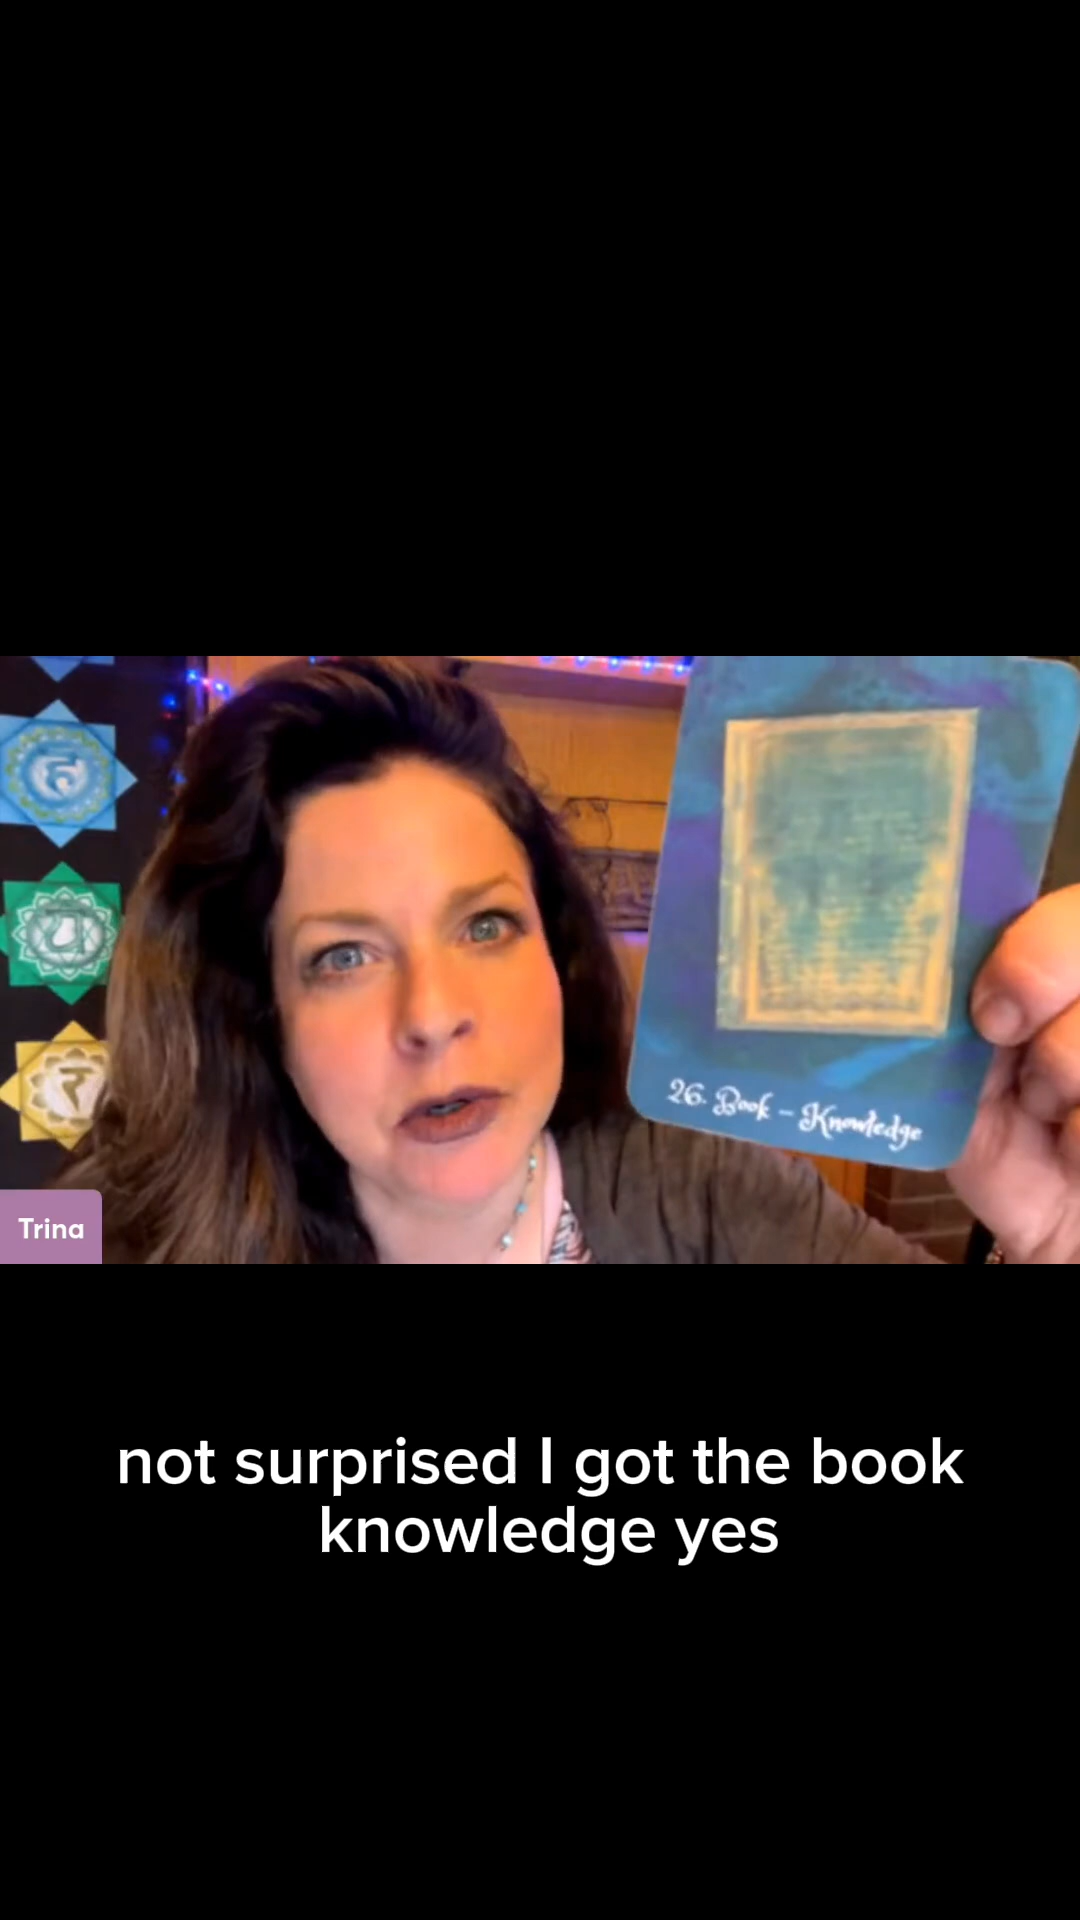 हं
यं
रं
26. Book – Knowledge
Trina
not surprised I got the book
knowledge yes